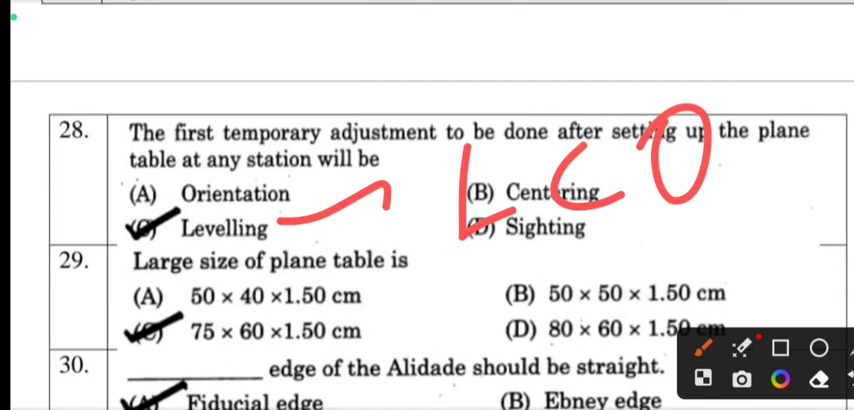 28. The first temporary adjustment to be done after setting up the plane
table at any station will be
(A) Orientation (B) Centering
(C) Levelling (D) Sighting
L C O
29. Large size of plane table is
(A) 50 × 40 ×1.50 cm (B) 50 × 50 × 1.50 cm
(C) 75 × 60 ×1.50 cm (D) 80 × 60 × 1.50 cm
30. ________ edge of the Alidade should be straight.
(A) Fiducial edge (B) Ebney edge